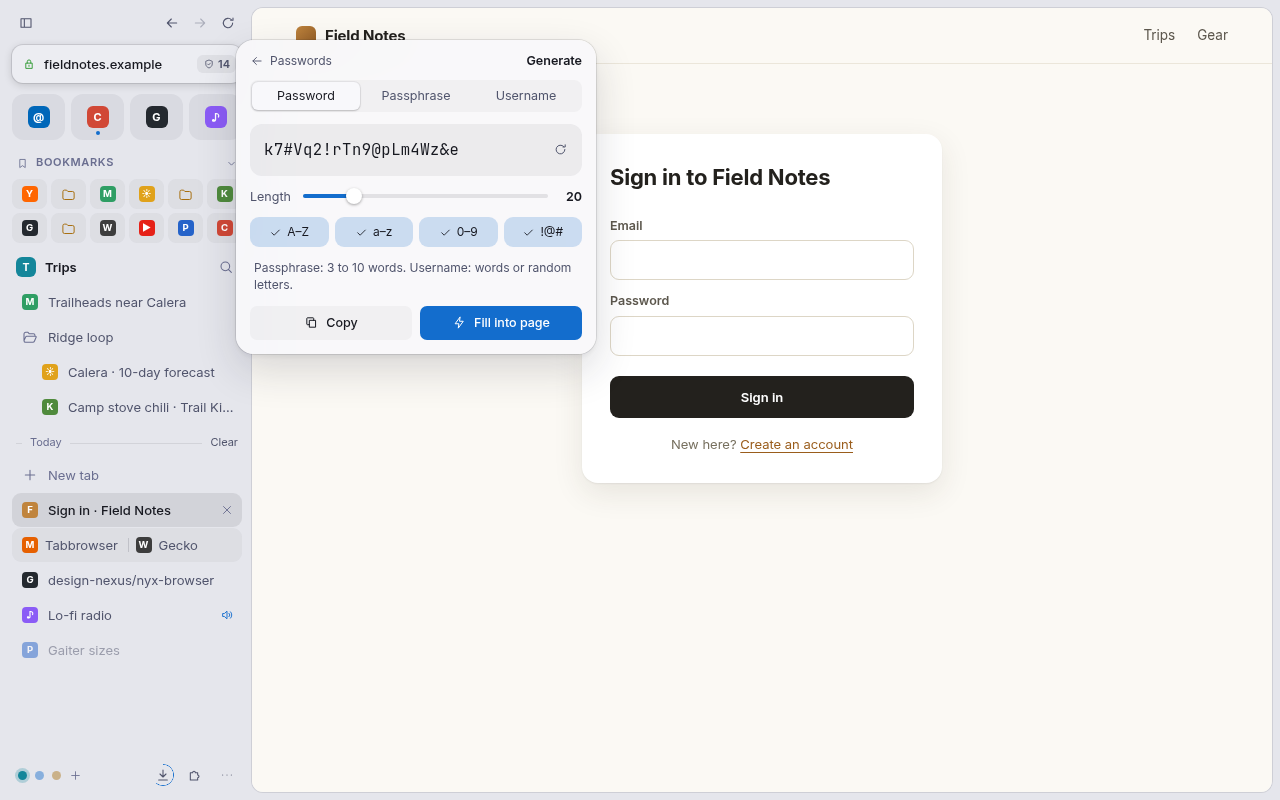 fieldnotes.example
14
@
C
G
BOOKMARKS
Y
M
K
G
W
P
C
T
Trips
M
Trailheads near Calera
Ridge loop
Calera · 10-day forecast
K
Camp stove chili · Trail Ki...
Today
Clear
New tab
F
Sign in · Field Notes
M
Tabbrowser
W
Gecko
G
design-nexus/nyx-browser
Lo-fi radio
P
Gaiter sizes
Passwords
Generate
Password
Passphrase
Username
k7#Vq2!rTn9@pLm4Wz&e
Length
20
A–Z
a–z
0–9
!@#
Passphrase: 3 to 10 words. Username: words or random
letters.
Copy
Fill into page
Field Notes
Trips
Gear
Sign in to Field Notes
Email
Password
Sign in
New here? Create an account